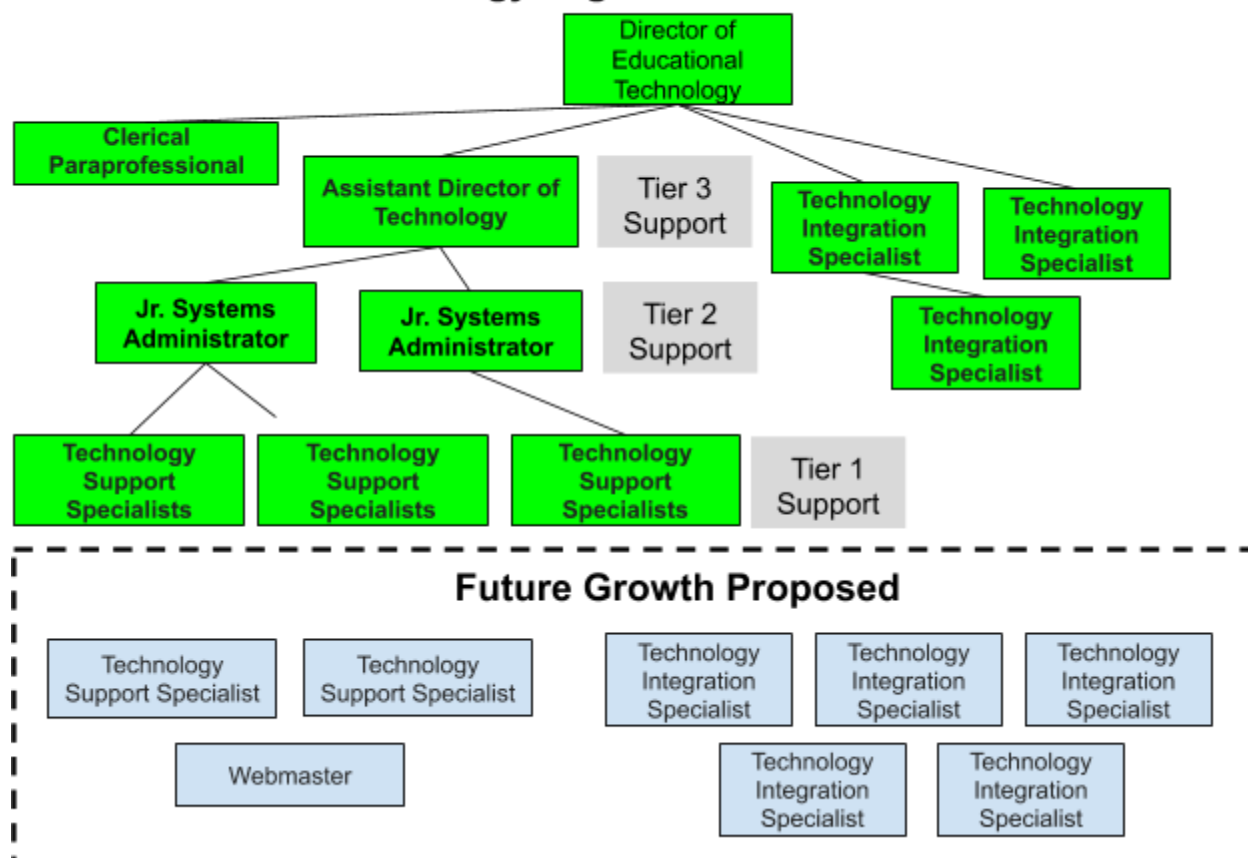 Director of
Educational
Technology
Clerical
Paraprofessional
Assistant Director of
Technology
Tier 3
Support
Technology
Integration
Specialist
Technology
Integration
Specialist
Jr. Systems
Administrator
Jr. Systems
Administrator
Tier 2
Support
Technology
Integration
Specialist
Technology
Support
Specialists
Technology
Support
Specialists
Technology
Support
Specialists
Tier 1
Support
Future Growth Proposed
Technology
Support Specialist
Technology
Support Specialist
Technology
Integration
Specialist
Technology
Integration
Specialist
Technology
Integration
Specialist
Webmaster
Technology
Integration
Specialist
Technology
Integration
Specialist